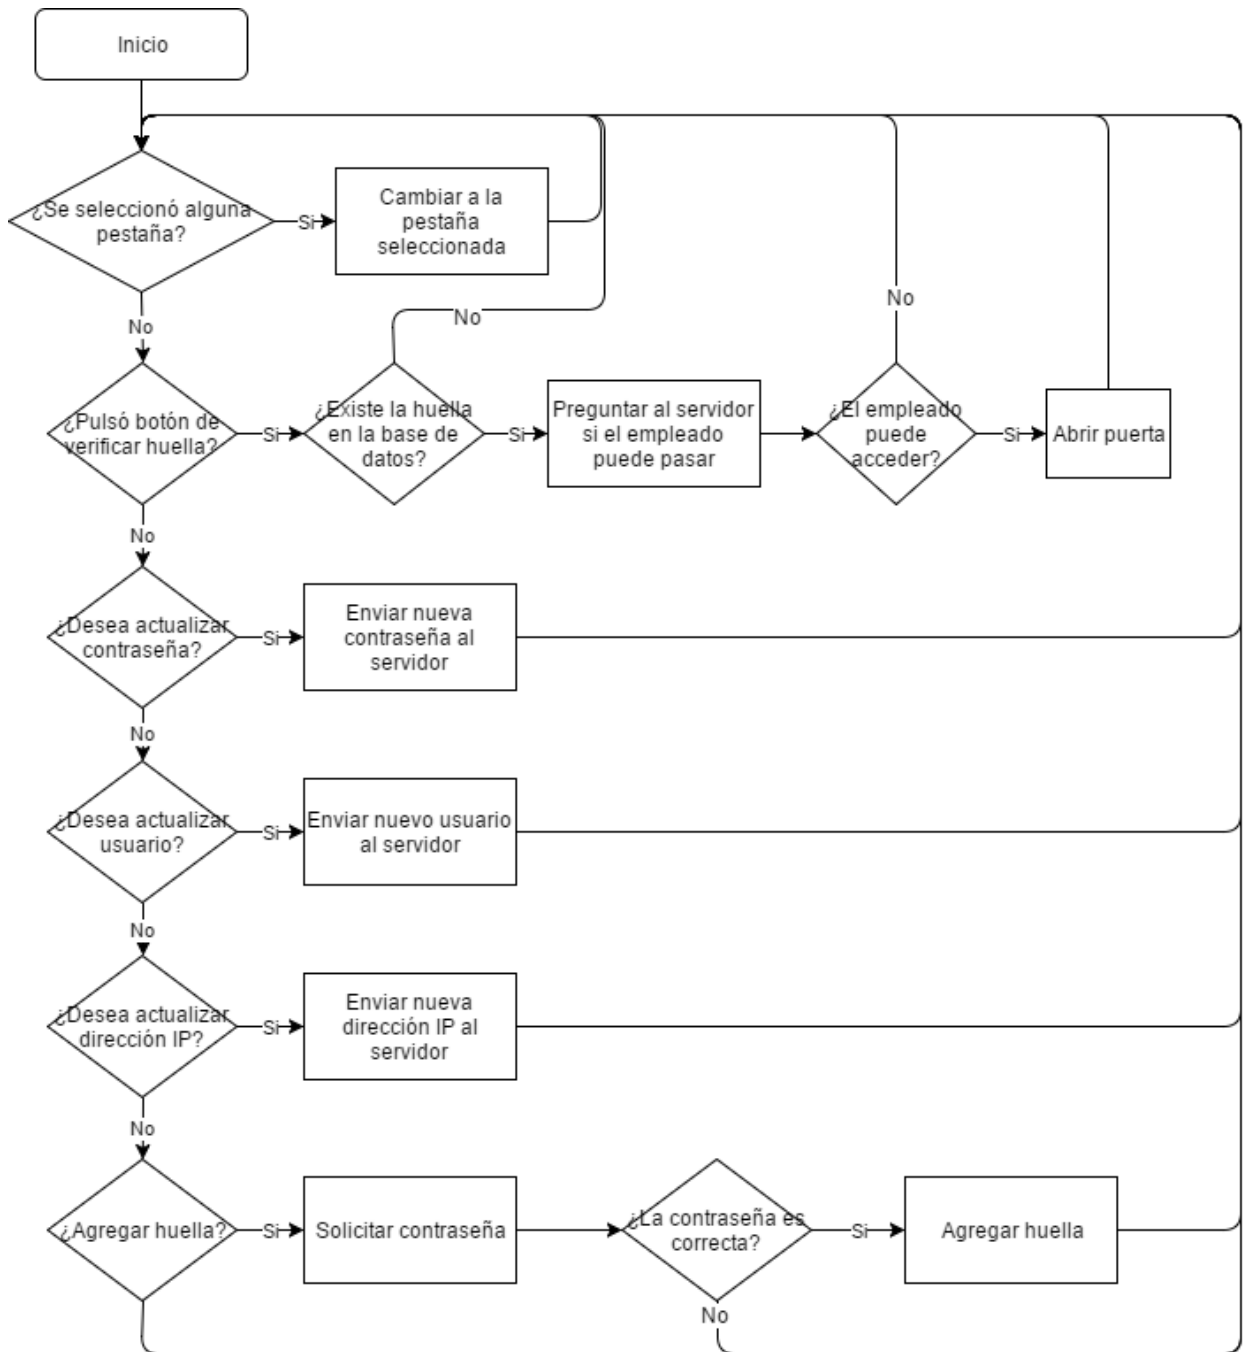 Inicio
¿Se seleccionó alguna
pestaña?
Si
Cambiar a la
pestaña
seleccionada
No
No
No
¿Pulsó botón de
verificar huella?
Si
¿Existe la huella
en la base de
datos?
Si
Preguntar al servidor
si el empleado
puede pasar
¿El empleado
puede
acceder?
Si
Abrir puerta
No
¿Desea actualizar
contraseña?
Si
Enviar nueva
contraseña al
servidor
No
¿Desea actualizar
usuario?
Si
Enviar nuevo usuario
al servidor
No
¿Desea actualizar
dirección IP?
Si
Enviar nueva
dirección IP al
servidor
No
¿Agregar huella?
Si
Solicitar contraseña
¿La contraseña es
correcta?
Si
Agregar huella
No